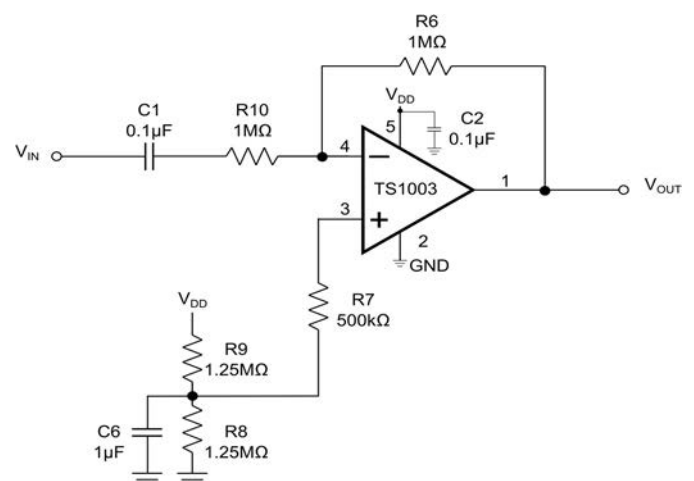 R6
1MΩ
C1
0.1µF
R10
1MΩ
VDD
C2
0.1µF
5
VIN
4
−
TS1003
1
VOUT
3
+
2
GND
R7
500kΩ
VDD
R9
1.25MΩ
C6
1µF
R8
1.25MΩ